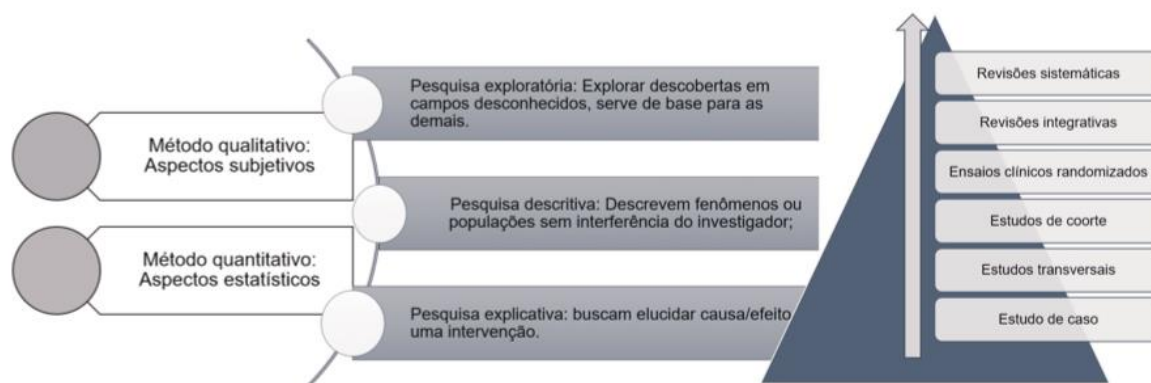 Método qualitativo:
Aspectos subjetivos
Método quantitativo:
Aspectos estatísticos
Pesquisa exploratória: Explorar descobertas em
campos desconhecidos, serve de base para as
demais.
Pesquisa descritiva: Descrevem fenômenos ou
populações sem interferência do investigador;
Pesquisa explicativa: buscam elucidar causa/efeito
uma intervenção.
Revisões sistemáticas
Revisões integrativas
Ensaios clínicos randomizados
Estudos de coorte
Estudos transversais
Estudo de caso